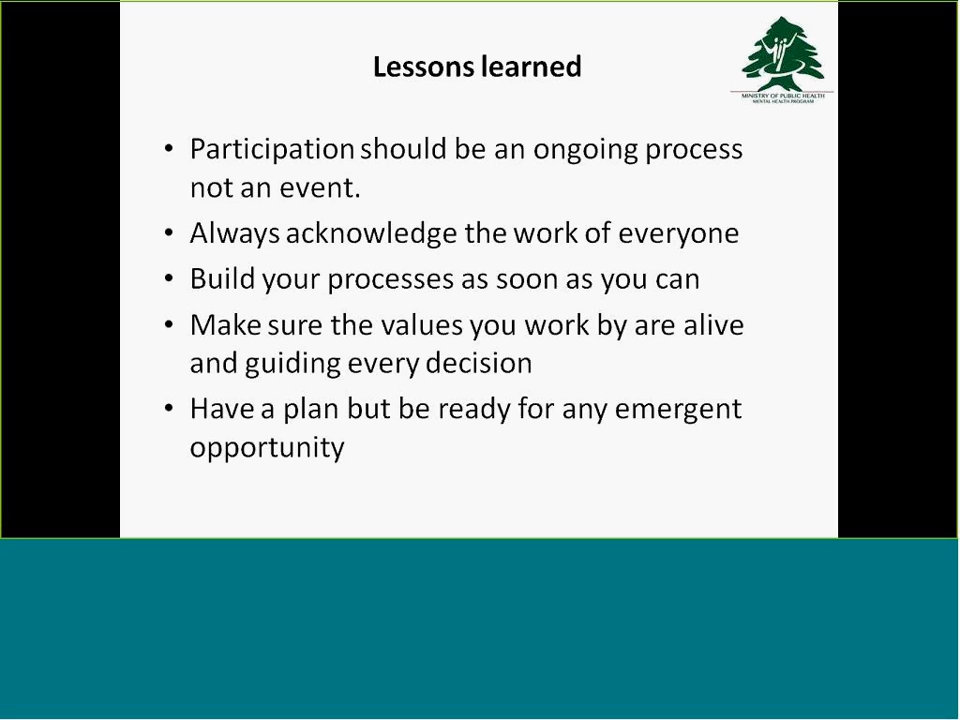 Lessons learned
MINISTRY OF PUBLIC HEALTH
MENTAL HEALTH PROGRAM
• Participation should be an ongoing process
not an event.
• Always acknowledge the work of everyone
• Build your processes as soon as you can
• Make sure the values you work by are alive
and guiding every decision
• Have a plan but be ready for any emergent
opportunity